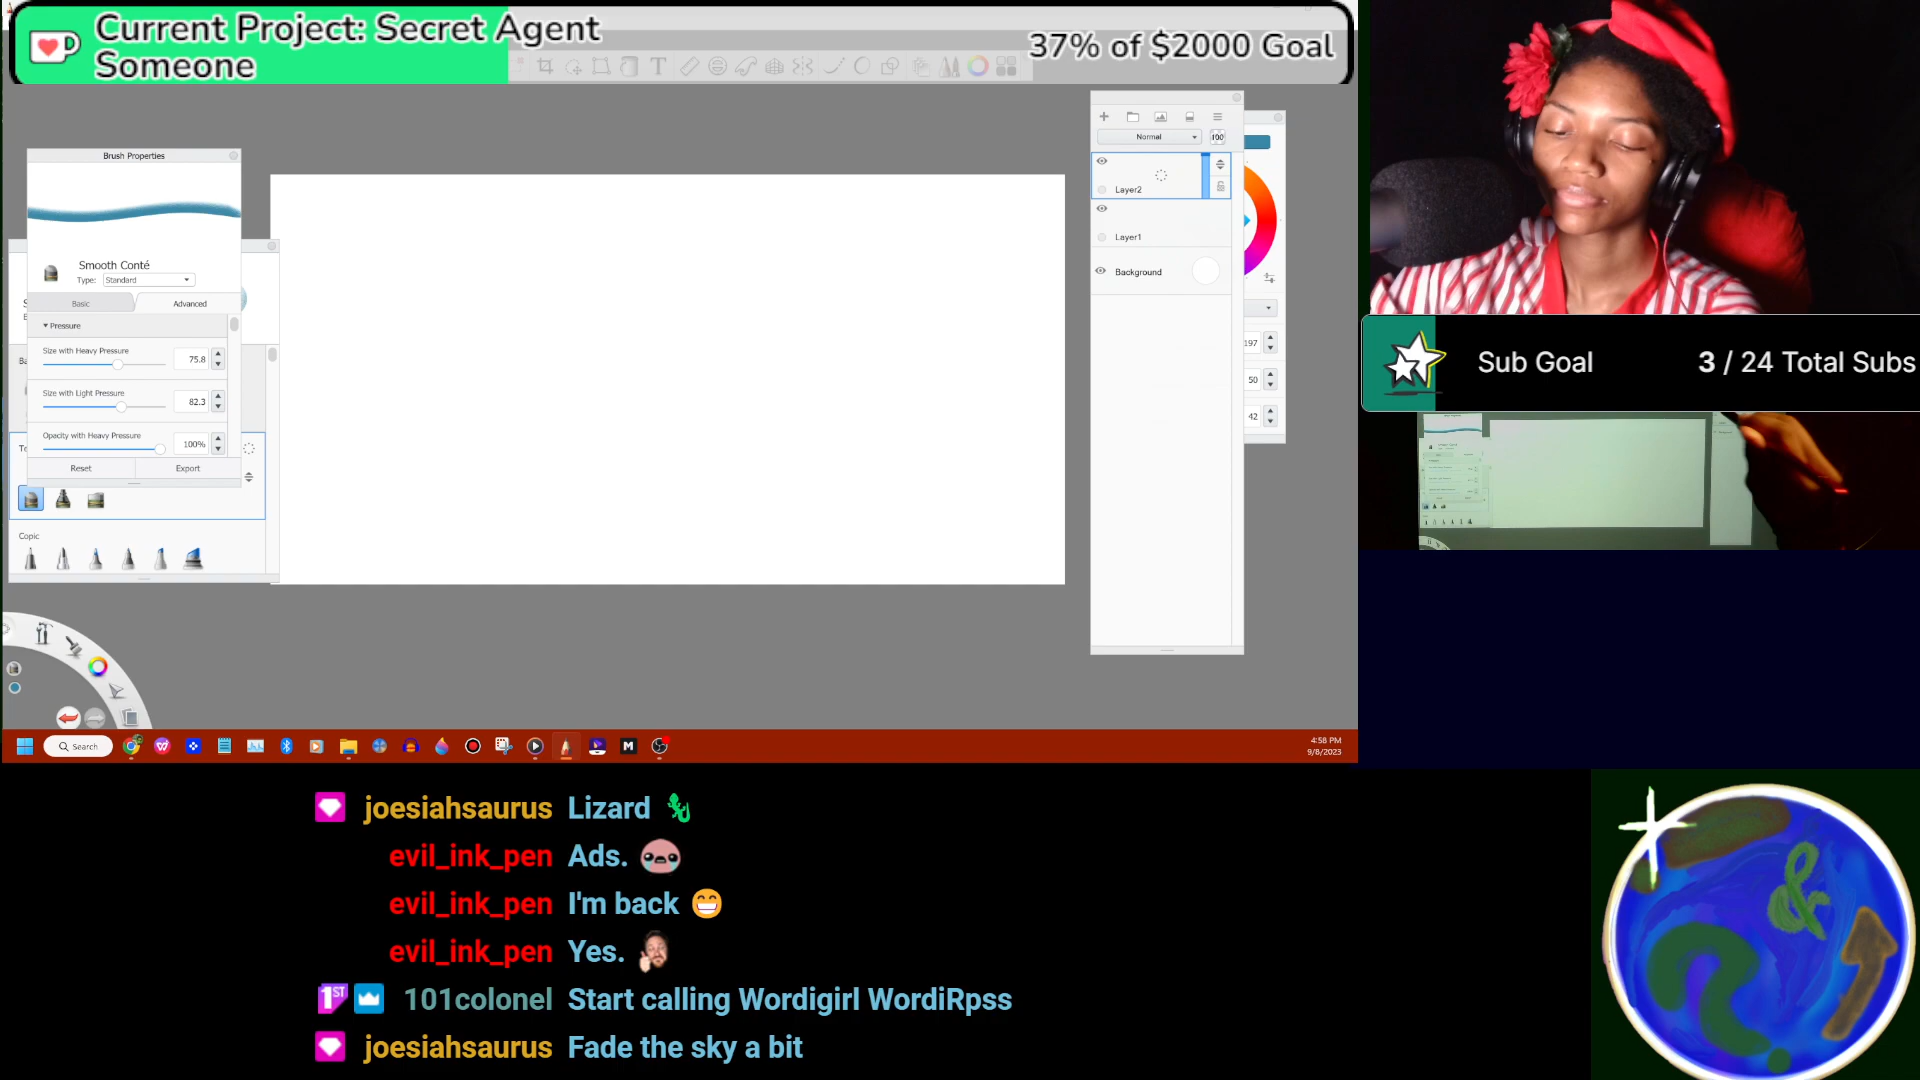 Current Project: Secret Agent
Someone
37% of $2000 Goal
Brush Properties
Smooth Conté
Type: Standard
Basic
Advanced
Pressure
Size with Heavy Pressure
75.8
Size with Light Pressure
82.3
Opacity with Heavy Pressure
100%
Reset
Export
Copic
Normal
100
Layer2
Layer1
Background
197
50
42
Search
4:58 PM
9/8/2023
Sub Goal
3 / 24 Total Subs
joesiahsaurus Lizard
evil_ink_pen Ads.
evil_ink_pen I'm back
evil_ink_pen Yes.
1ST 101colonel Start calling Wordigirl WordiRpss
joesiahsaurus Fade the sky a bit
&